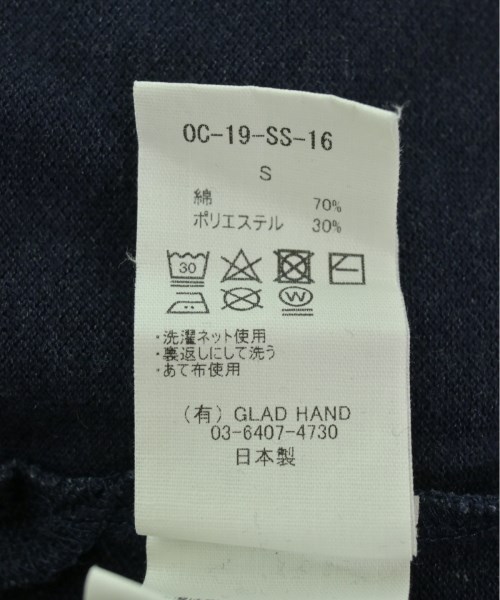 OC-19-SS-16
S
綿 70%
ポリエステル 30%
30
W
・洗濯ネット使用
・裏返しにして洗う
・あて布使用
(有) GLAD HAND
03-6407-4730
日本製